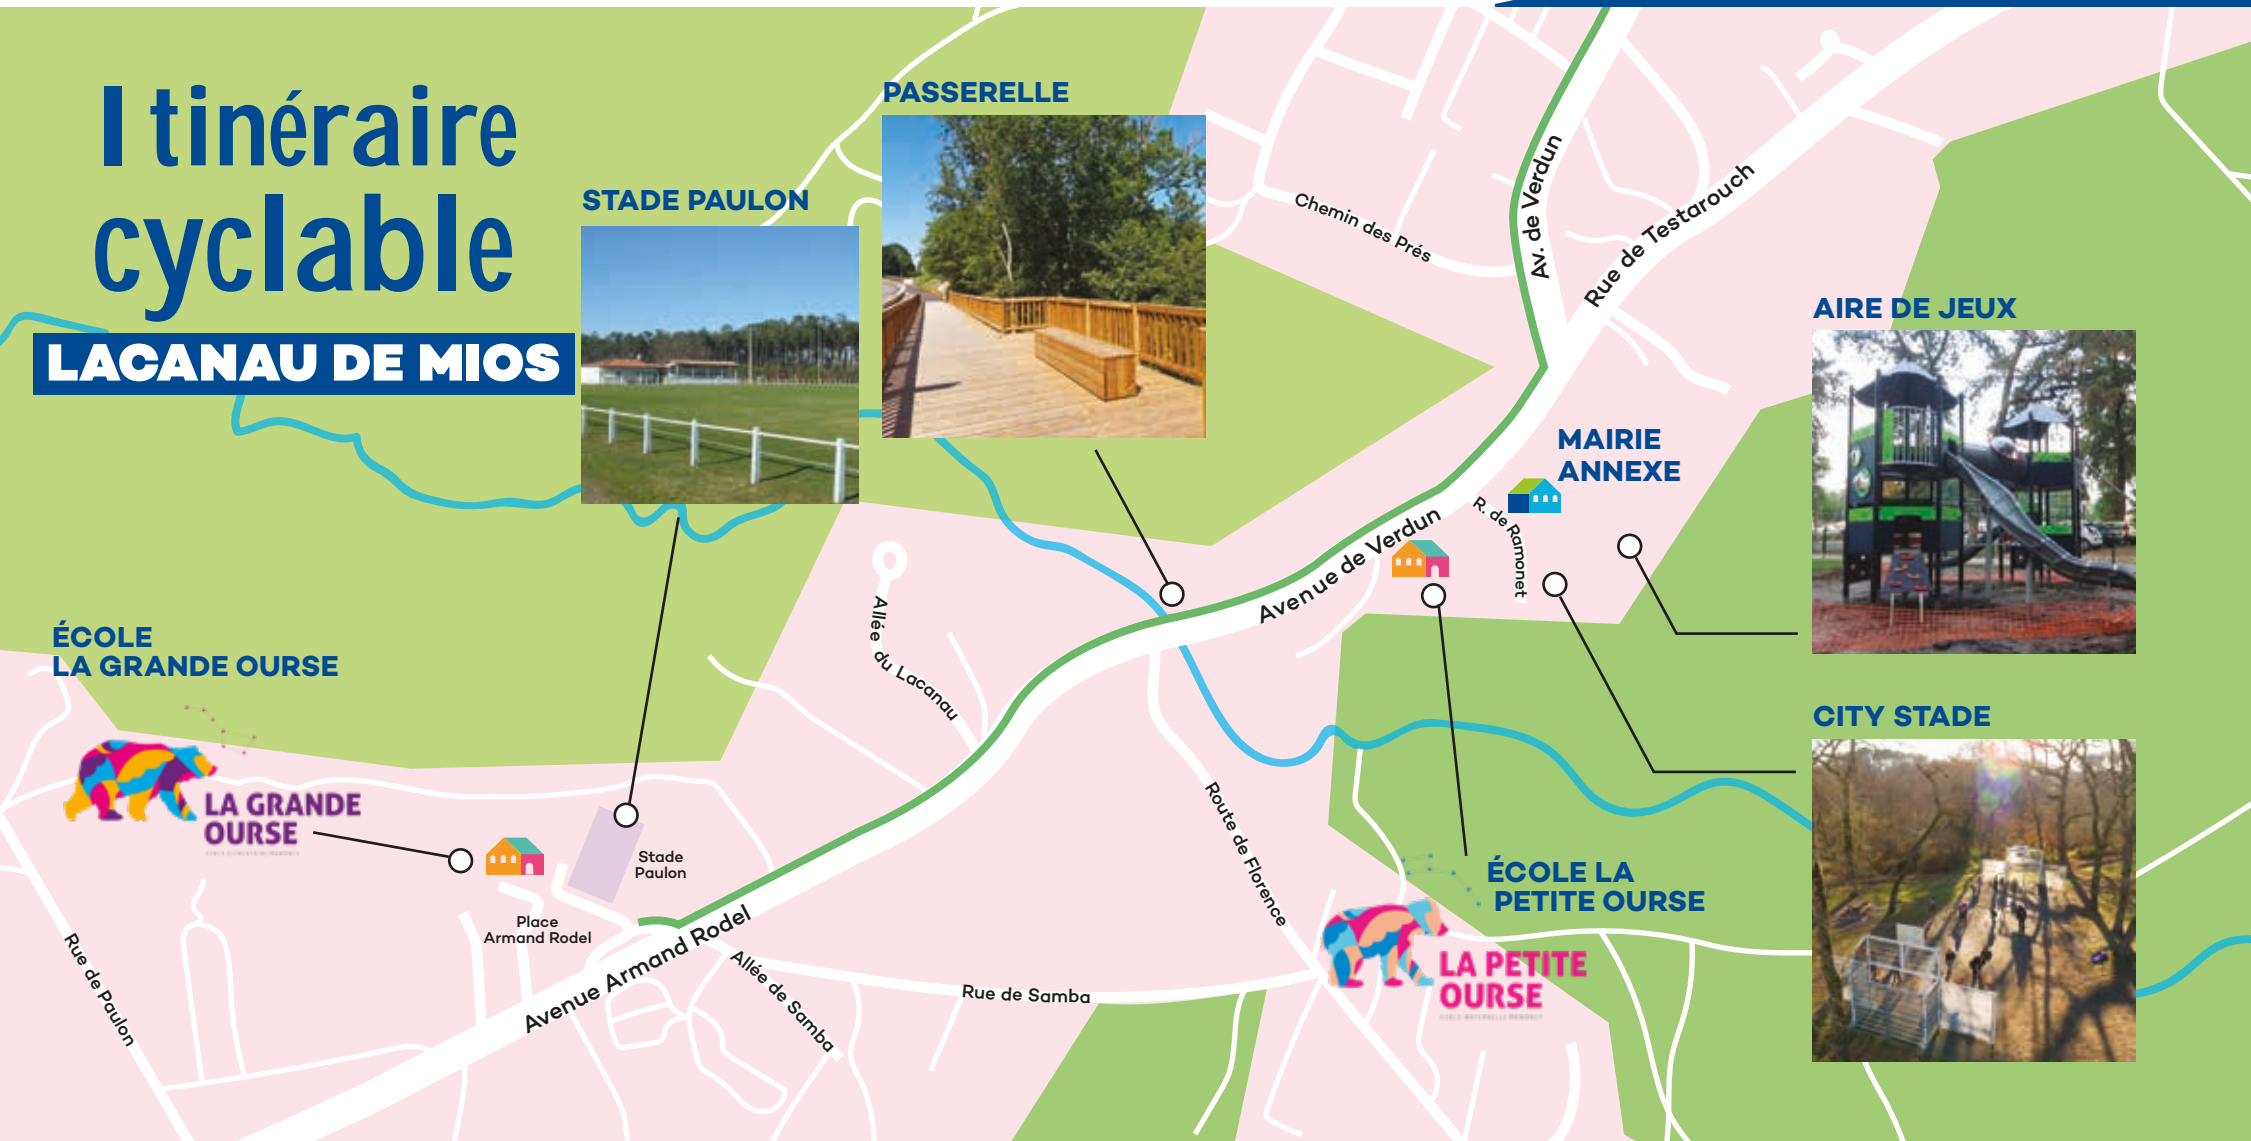 Itinéraire
cyclable
LACANAU DE MIOS
PASSERELLE
STADE PAULON
Chemin des Prés
Av. de Verdun
Rue de Testarouch
AIRE DE JEUX
MAIRIE
ANNEXE
R. de Ramonet
Avenue de Verdun
Allée du Lacanau
ÉCOLE
LA GRANDE OURSE
LA GRANDE
OURSE
Stade
Paulon
Place
Armand Rodel
Avenue Armand Rodel
Rue de Paulon
Allée de Samba
Rue de Samba
Route de Florence
CITY STADE
ÉCOLE LA
PETITE OURSE
LA PETITE
OURSE